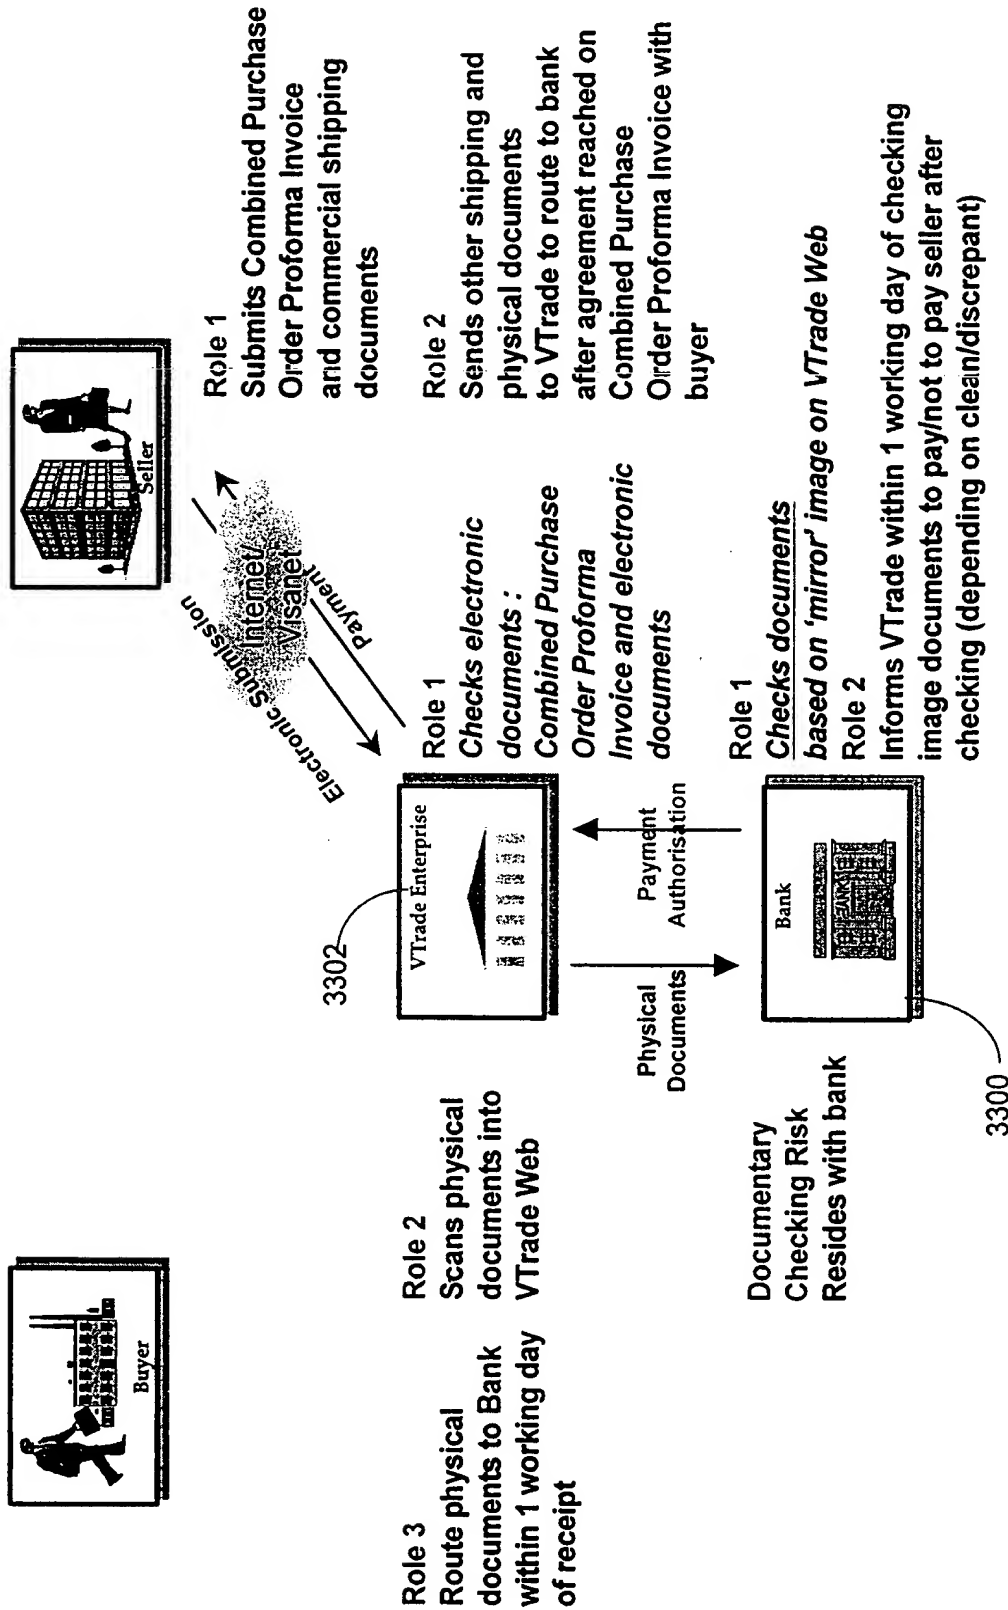 Buyer
Seller
Role 1
Submits Combined Purchase
Order Proforma Invoice
and commercial shipping
documents
Electronic Submission
Internet/
Visanet
Payment
Role 2
Sends other shipping and
physical documents
to VTrade to route to bank
after agreement reached on
Combined Purchase
Order Proforma Invoice with
buyer
3302
VTrade Enterprise
Role 1
Checks electronic
documents :
Combined Purchase
Order Proforma
Invoice and electronic
documents
Role 2
Scans physical
documents into
VTrade Web
Role 3
Route physical
documents to Bank
within 1 working day
of receipt
Physical
Documents
Payment
Authorisation
Bank
BANK
3300
Documentary
Checking Risk
Resides with bank
Role 1
Checks documents
based on 'mirror' image on VTrade Web
Role 2
Informs VTrade within 1 working day of checking
image documents to pay/not to pay seller after
checking (depending on clean/discrepant)